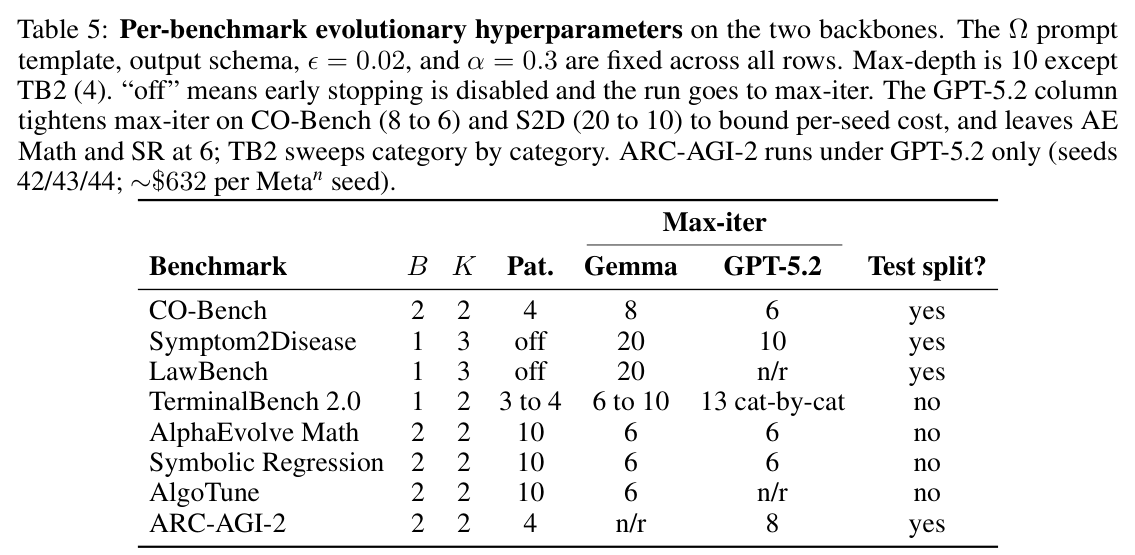 Table 5: Per-benchmark evolutionary hyperparameters on the two backbones. The Ω prompt
template, output schema, ϵ = 0.02, and α = 0.3 are fixed across all rows. Max-depth is 10 except
TB2 (4). “off” means early stopping is disabled and the run goes to max-iter. The GPT-5.2 column
tightens max-iter on CO-Bench (8 to 6) and S2D (20 to 10) to bound per-seed cost, and leaves AE
Math and SR at 6; TB2 sweeps category by category. ARC-AGI-2 runs under GPT-5.2 only (seeds
42/43/44; ∼$632 per Metaⁿ seed).
Max-iter
Benchmark B K Pat. Gemma GPT-5.2 Test split?
CO-Bench 2 2 4 8 6 yes
Symptom2Disease 1 3 off 20 10 yes
LawBench 1 3 off 20 n/r yes
TerminalBench 2.0 1 2 3 to 4 6 to 10 13 cat-by-cat no
AlphaEvolve Math 2 2 10 6 6 no
Symbolic Regression 2 2 10 6 6 no
AlgoTune 2 2 10 6 n/r no
ARC-AGI-2 2 2 4 n/r 8 yes